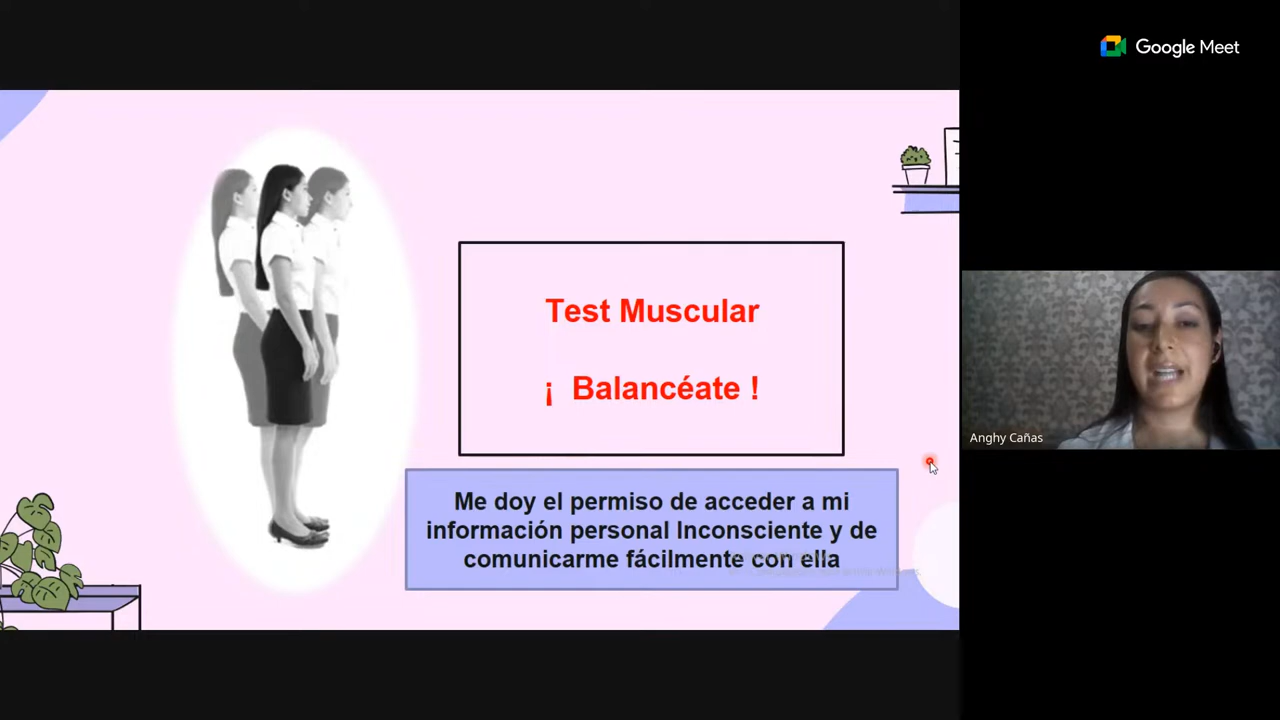 Google Meet
Test Muscular
¡ Balancéate !
Me doy el permiso de acceder a mi
información personal Inconsciente y de
comunicarme fácilmente con ella
Anghy Cañas